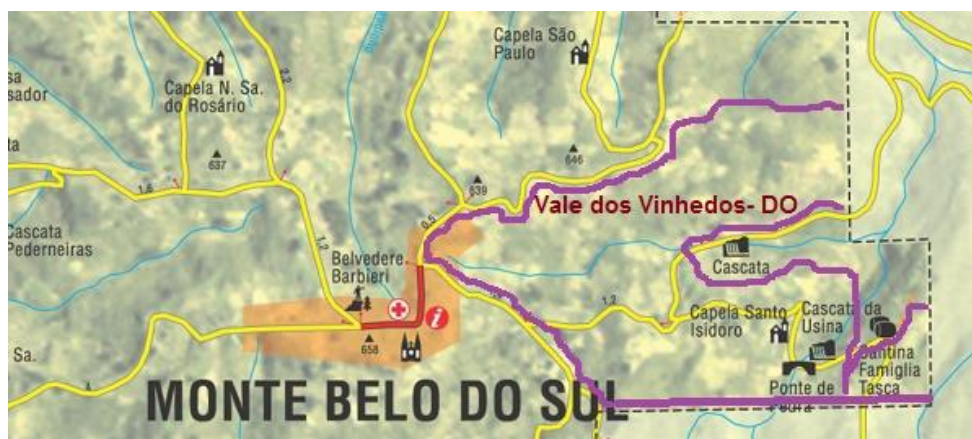 Capela São
Paulo
Capela N. Sa.
do Rosário
2,2
sador
637
646
1,6
639
0,5
Vale dos Vinhedos- DO
Cascata
Pederneiras
1,2
Belvedere
Barbieri
Cascata
1,2
Capela Santo
Isidoro
Cascata da
Usina
i
658
Sa.
Cantina
Famiglia
Tasca
Ponte de
MONTE BELO DO SUL